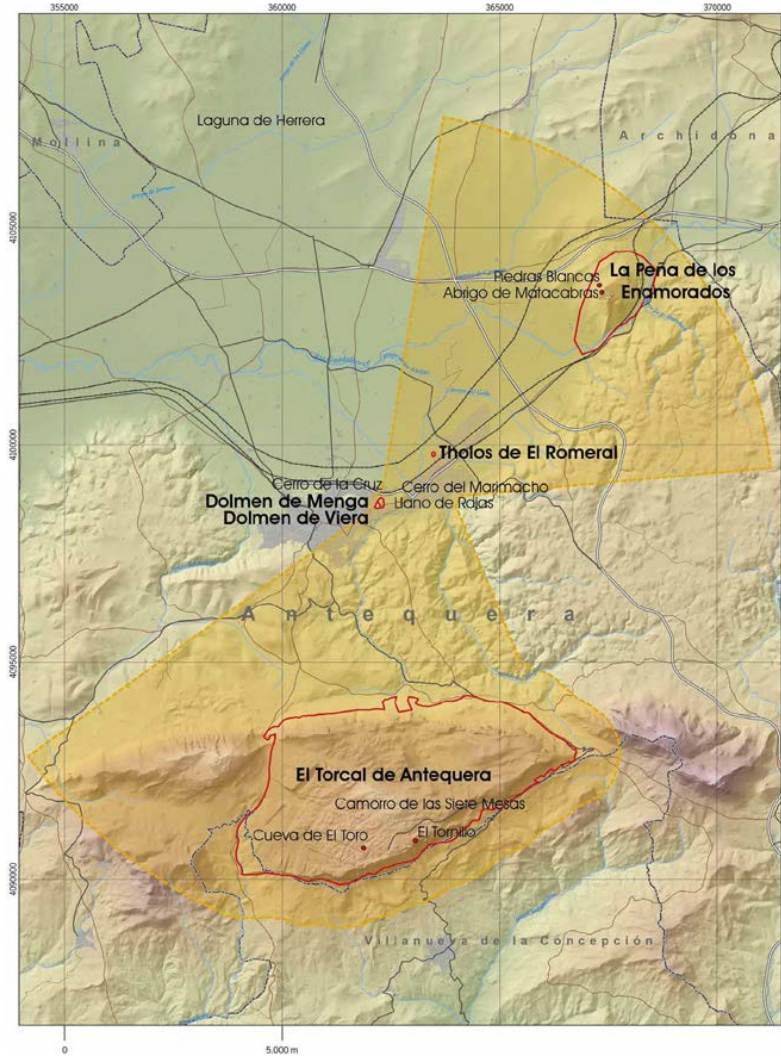 355000
360000
365000
370000
Laguna de Herrera
Mollina
Archidona
4105000
Piedras Blancas
Abrigo de Matacabras
La Peña de los
Enamorados
4100000
Tholos de El Romeral
Cerro de la Cruz
Cerro del Marimacho
Dolmen de Menga
Llano de Rojas
Dolmen de Viera
Antequera
4095000
El Torcal de Antequera
Camorro de las Siete Mesas
Cueva de El Toro
El Tornillo
4090000
Villanueva de la Concepción
0
5.000 m